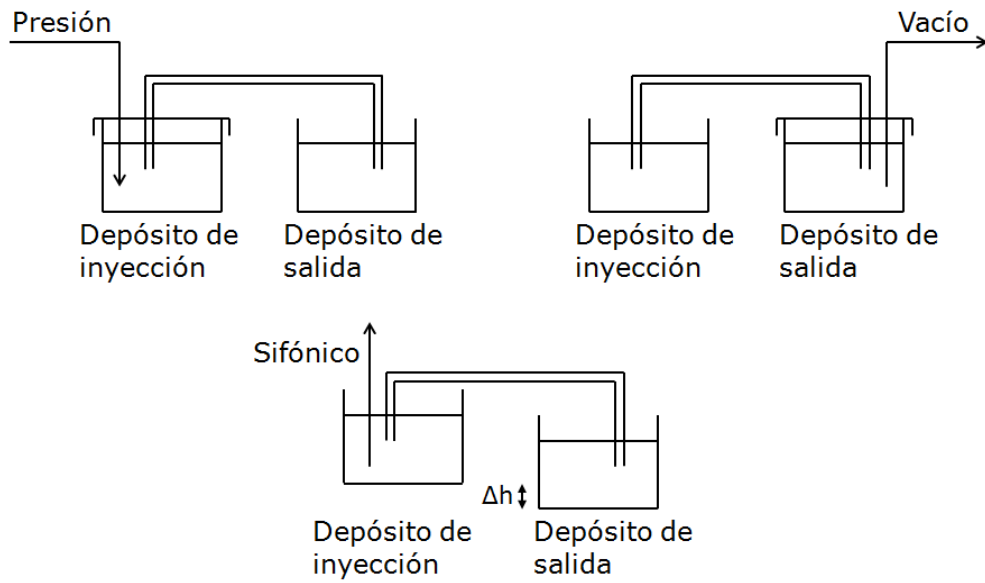 Presión
Vacío
Depósito de
inyección
Depósito de
salida
Depósito de
inyección
Depósito de
salida
Sifónico
Δh
Depósito de
inyección
Depósito de
salida